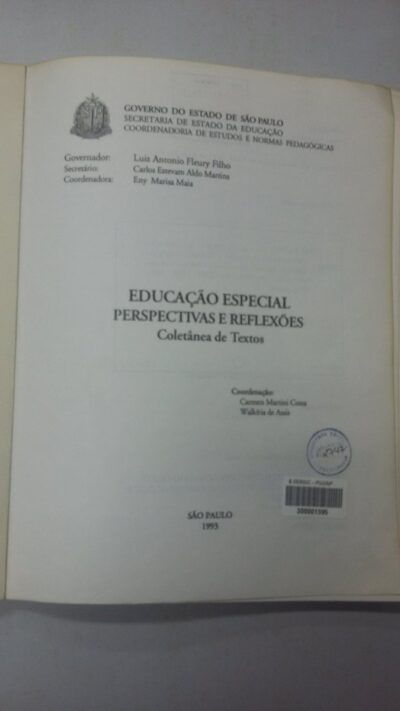 GOVERNO DO ESTADO DE SÃO PAULO
SECRETARIA DE ESTADO DA EDUCAÇÃO
COORDENADORIA DE ESTUDOS E NORMAS PEDAGÓGICAS
Governador: Luiz Antonio Fleury Filho
Secretário: Carlos Estevam Aldo Martins
Coordenadora: Eny Marisa Maia
EDUCAÇÃO ESPECIAL
PERSPECTIVAS E REFLEXÕES
Coletânea de Textos
Coordenação:
Carmen Martini Costa
Walkíria de Assis
300001595
SÃO PAULO
1993